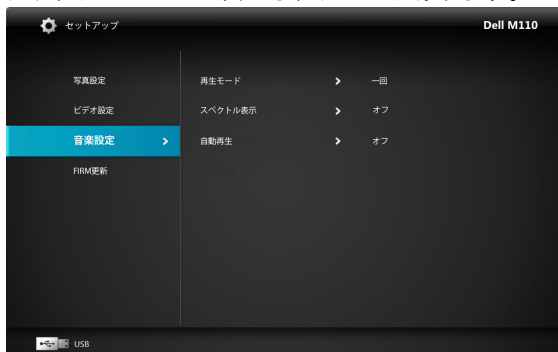 セットアップ
Dell M110
写真設定
再生モード
一回
ビデオ設定
スペクトル表示
オフ
音楽設定
自動再生
オフ
FIRM更新
USB